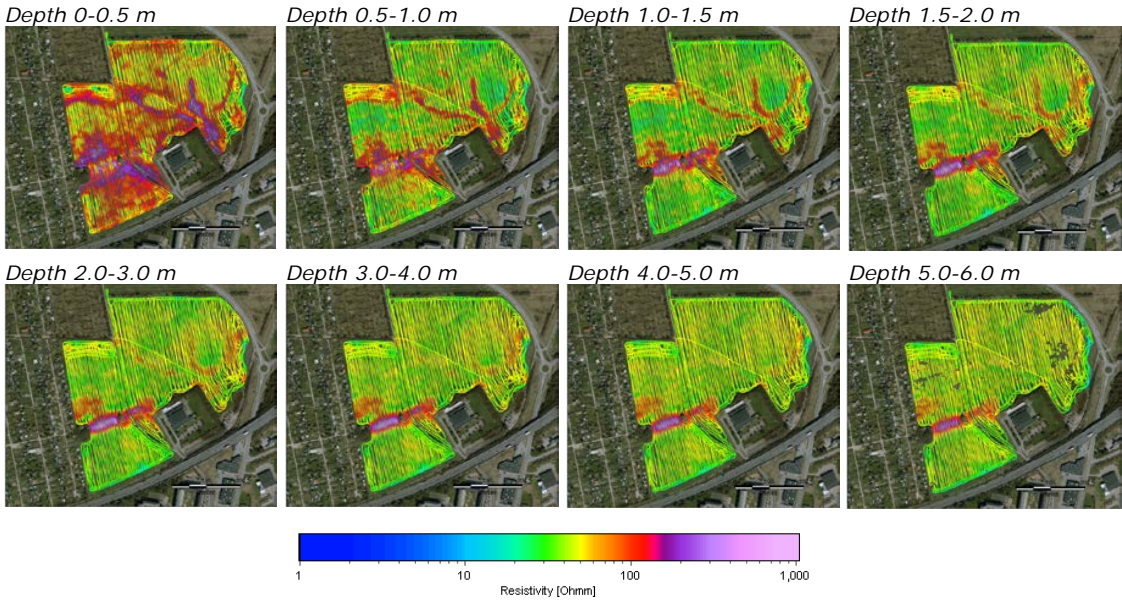 Depth 0-0.5 m
Depth 0.5-1.0 m
Depth 1.0-1.5 m
Depth 1.5-2.0 m
Depth 2.0-3.0 m
Depth 3.0-4.0 m
Depth 4.0-5.0 m
Depth 5.0-6.0 m
1 10 100 1,000
Resistivity [Ohmm]